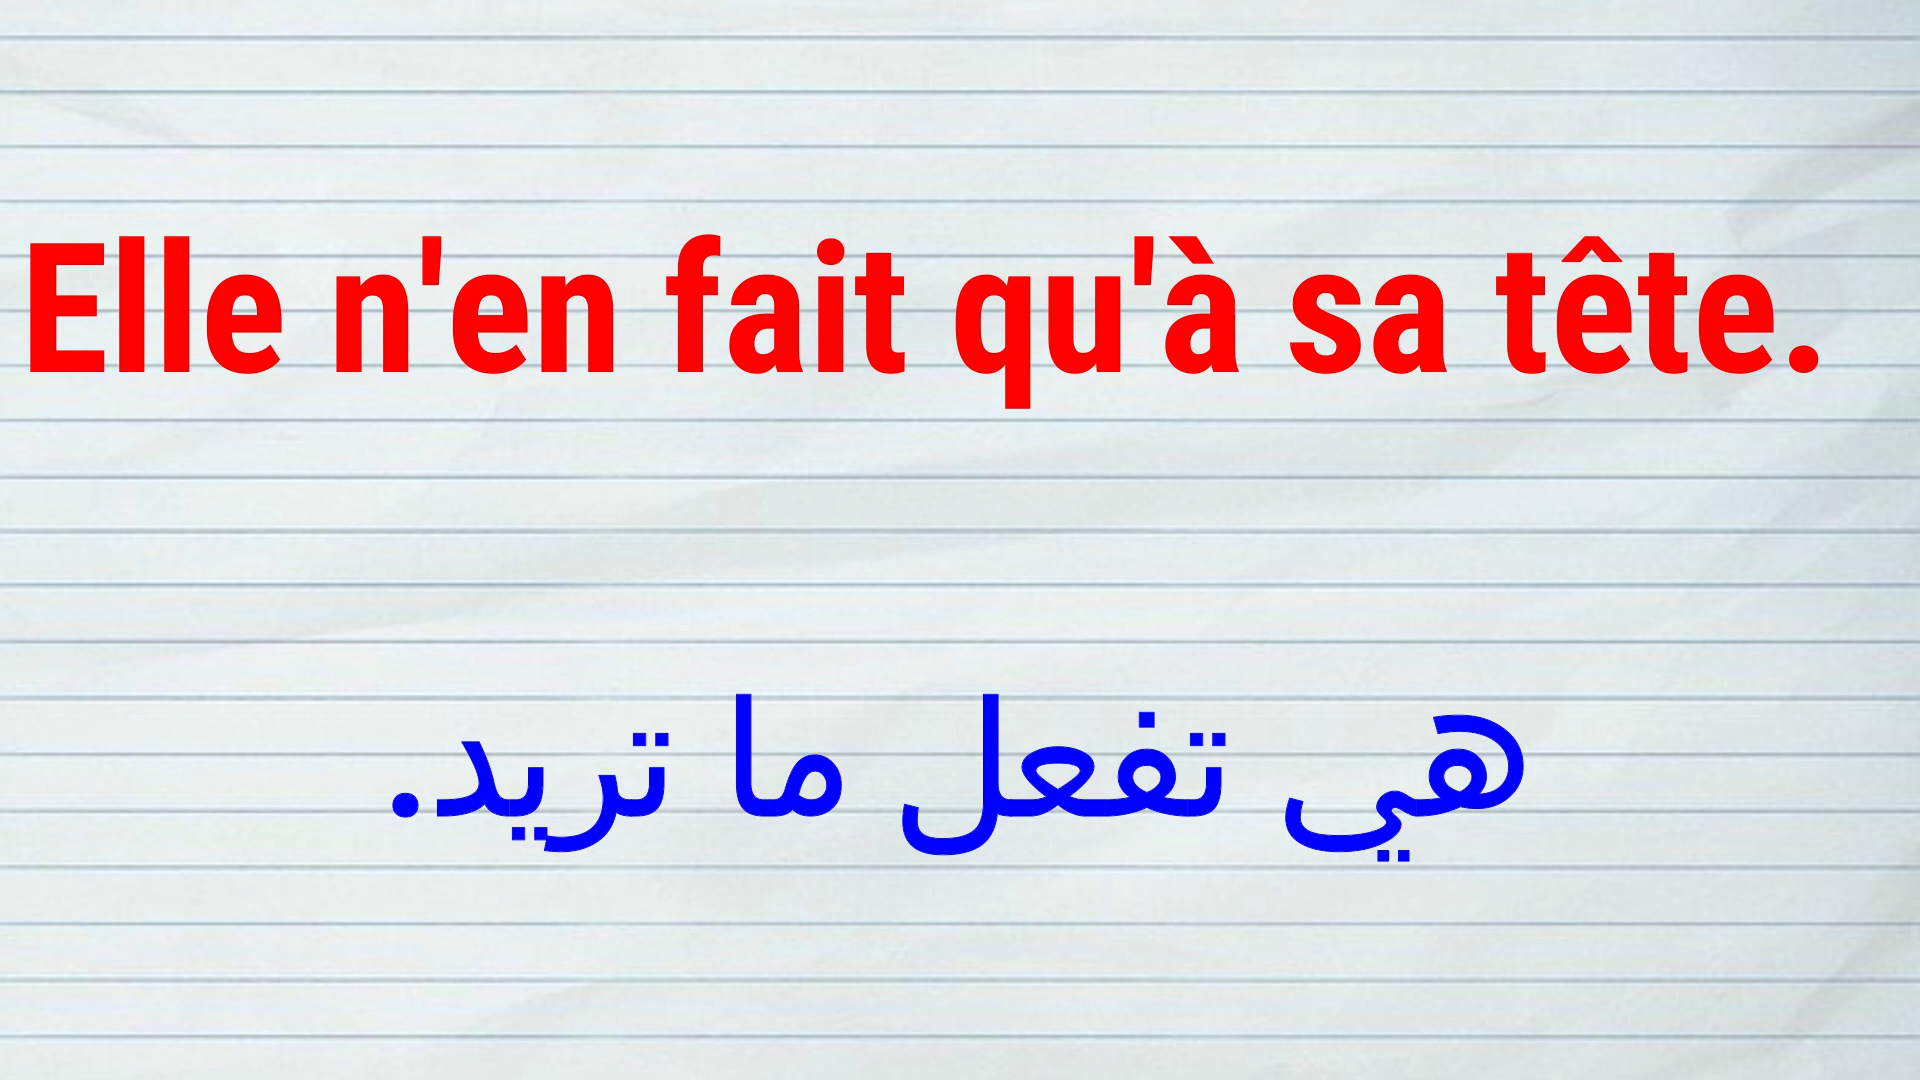 Elle n'en fait qu'à sa tête.
هي تفعل ما تريد.